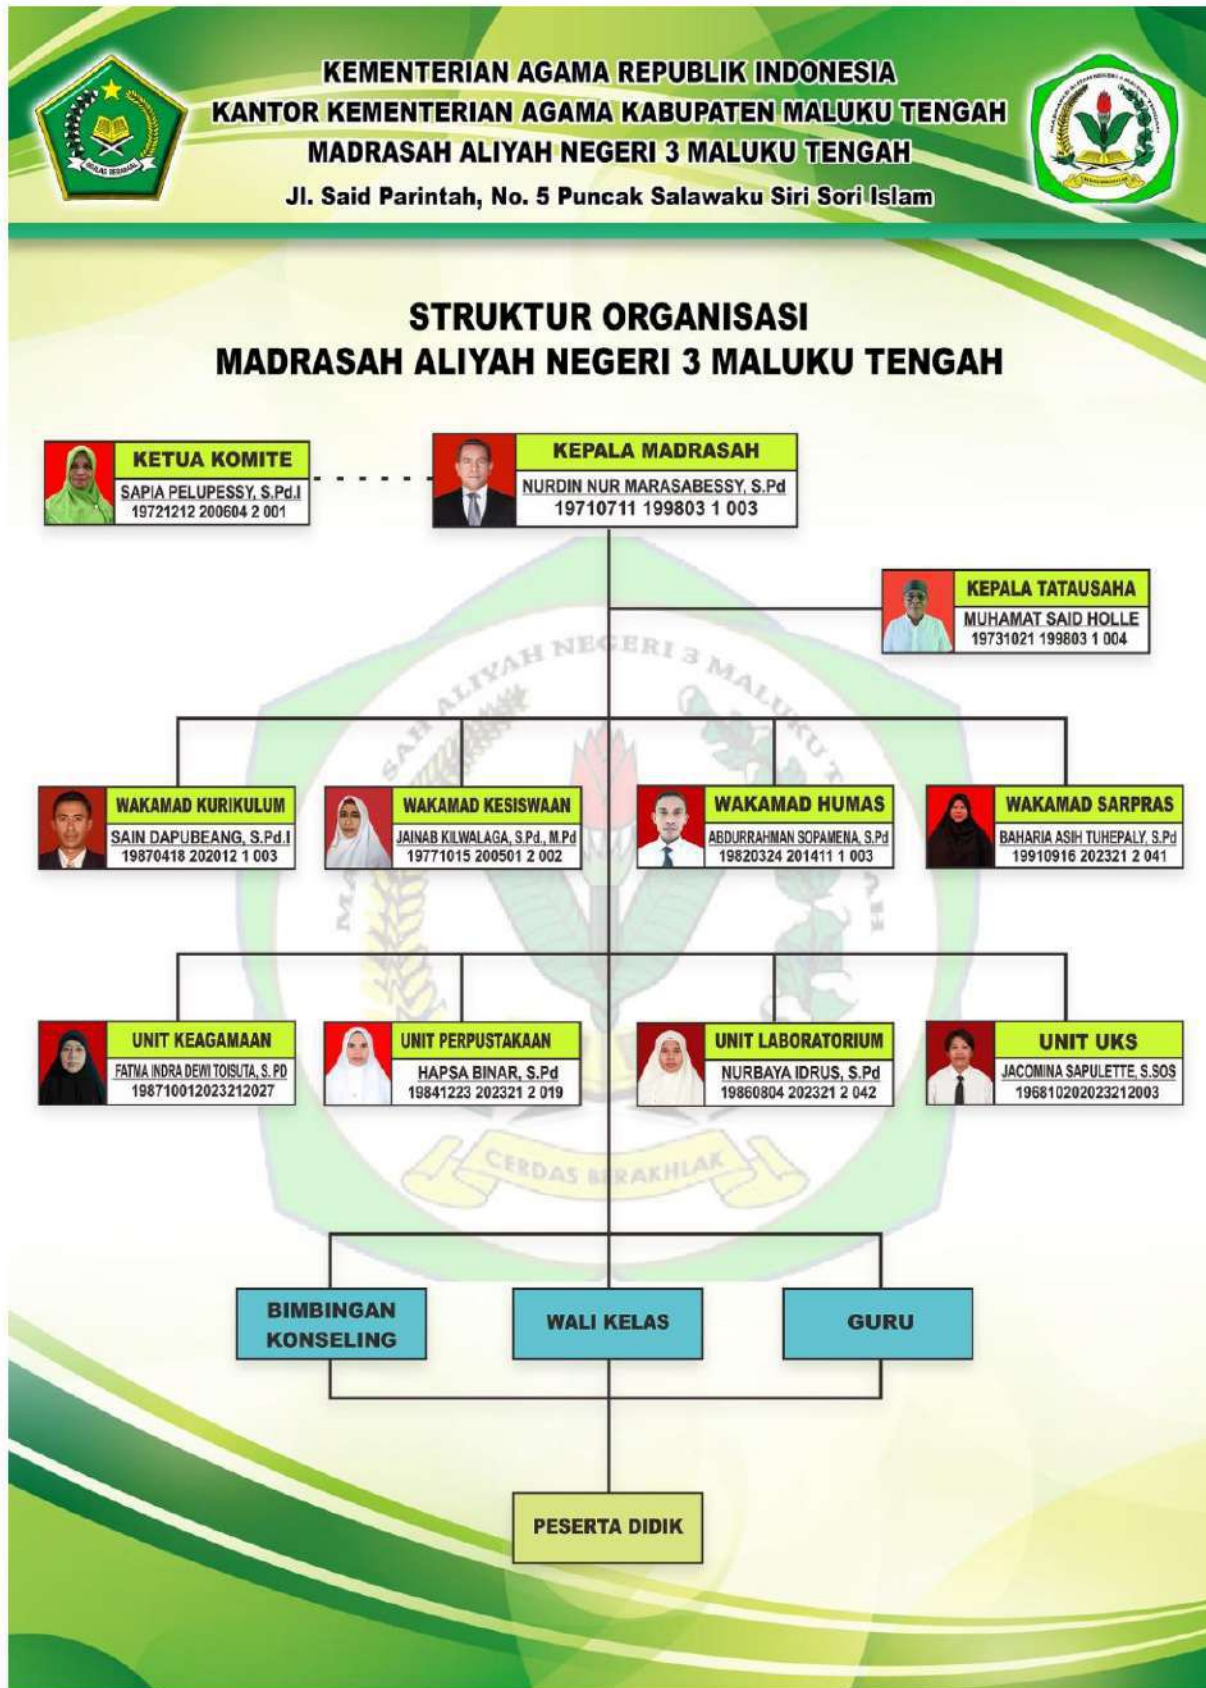 KEMENTERIAN AGAMA REPUBLIK INDONESIA
KANTOR KEMENTERIAN AGAMA KABUPATEN MALUKU TENGAH
MADRASAH ALIYAH NEGERI 3 MALUKU TENGAH
Jl. Said Parintah, No. 5 Puncak Salawaku Siri Sori Islam
STRUKTUR ORGANISASI
MADRASAH ALIYAH NEGERI 3 MALUKU TENGAH
KETUA KOMITE
SAPIA PELUPESSY, S.Pd.I
19721212 200604 2 001
KEPALA MADRASAH
NURDIN NUR MARASABESSY, S.Pd
19710711 199803 1 003
KEPALA TATAUSAHA
MUHAMAT SAID HOLLE
19731021 199803 1 004
WAKAMAD KURIKULUM
SAIN DAPUBEANG, S.Pd.I
19870418 202012 1 003
WAKAMAD KESISWAAN
JAINAB KILWALAGA, S.Pd., M.Pd
19771015 200501 2 002
WAKAMAD HUMAS
ABDURRAHMAN SOPAMENA, S.Pd
19820324 201411 1 003
WAKAMAD SARPRAS
BAHARIA ASIH TUHEPALY, S.Pd
19910916 202321 2 041
UNIT KEAGAMAAN
FATMA INDRA DEWI TOISUTA, S. PD
198710012023212027
UNIT PERPUSTAKAAN
HAPSA BINAR, S.Pd
19841223 202321 2 019
UNIT LABORATORIUM
NURBAYA IDRUS, S.Pd
19860804 202321 2 042
UNIT UKS
JACOMINA SAPULETTE, S.SOS
196810202023212003
CERDAS BERAKHLAK
BIMBINGAN
KONSELING
WALI KELAS
GURU
PESERTA DIDIK